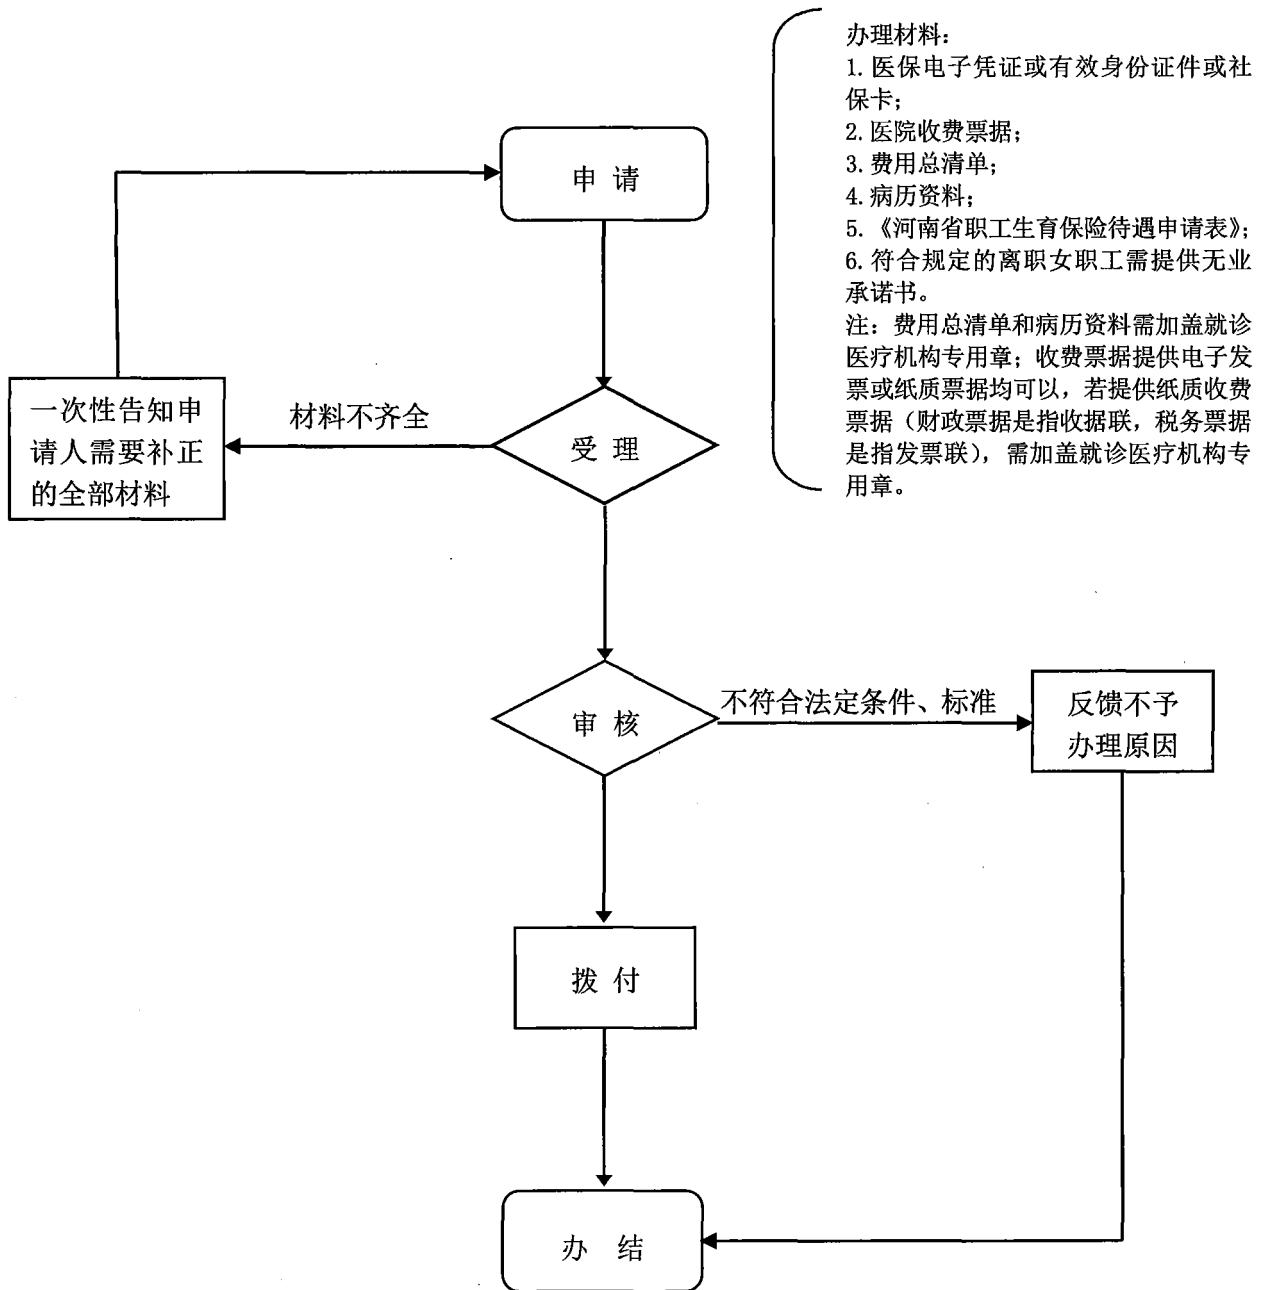 办理材料：
1. 医保电子凭证或有效身份证件或社
保卡；
2. 医院收费票据；
3. 费用总清单；
4. 病历资料；
5.《河南省职工生育保险待遇申请表》；
6. 符合规定的离职女职工需提供无业
承诺书。
注：费用总清单和病历资料需加盖就诊
医疗机构专用章；收费票据提供电子发
票或纸质票据均可以，若提供纸质收费
票据（财政票据是指收据联，税务票据
是指发票联），需加盖就诊医疗机构专
用章。
申 请
材料不齐全
一次性告知申
请人需要补正
的全部材料
受 理
审 核
不符合法定条件、标准
反馈不予
办理原因
拨 付
办 结